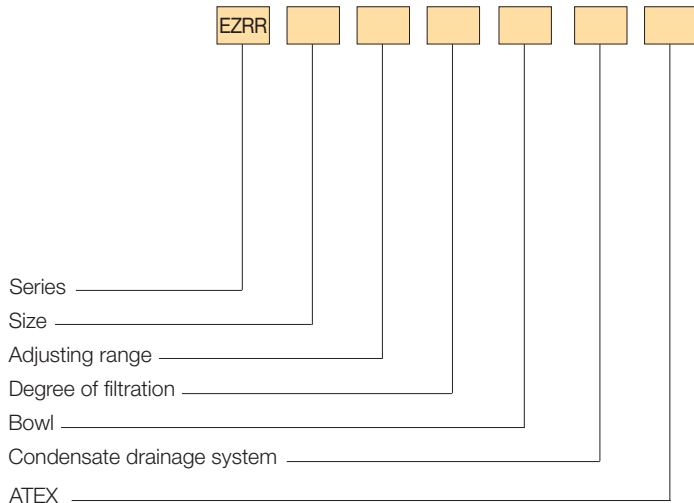 EZRR
Series
Size
Adjusting range
Degree of filtration
Bowl
Condensate drainage system
ATEX